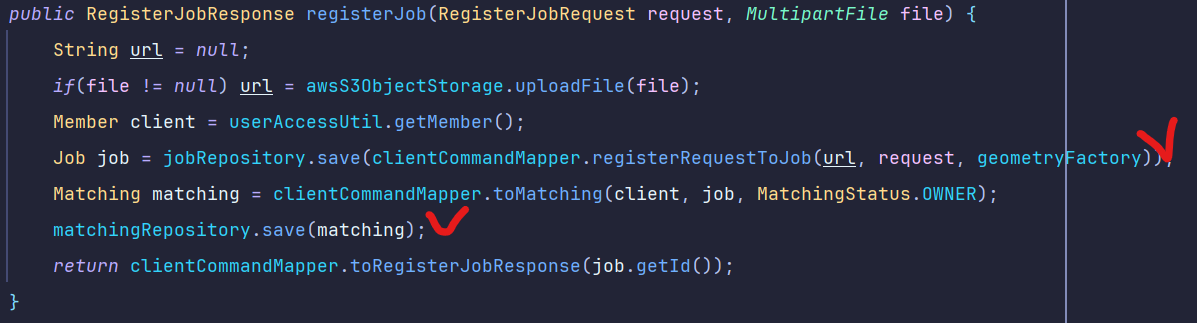 public RegisterJobResponse registerJob(RegisterJobRequest request, MultipartFile file) {
String url = null;
if(file != null) url = awsS3ObjectStorage.uploadFile(file);
Member client = userAccessUtil.getMember();
Job job = jobRepository.save(clientCommandMapper.registerRequestToJob(url, request, geometryFactory));
Matching matching = clientCommandMapper.toMatching(client, job, MatchingStatus.OWNER);
matchingRepository.save(matching);
return clientCommandMapper.toRegisterJobResponse(job.getId());
}